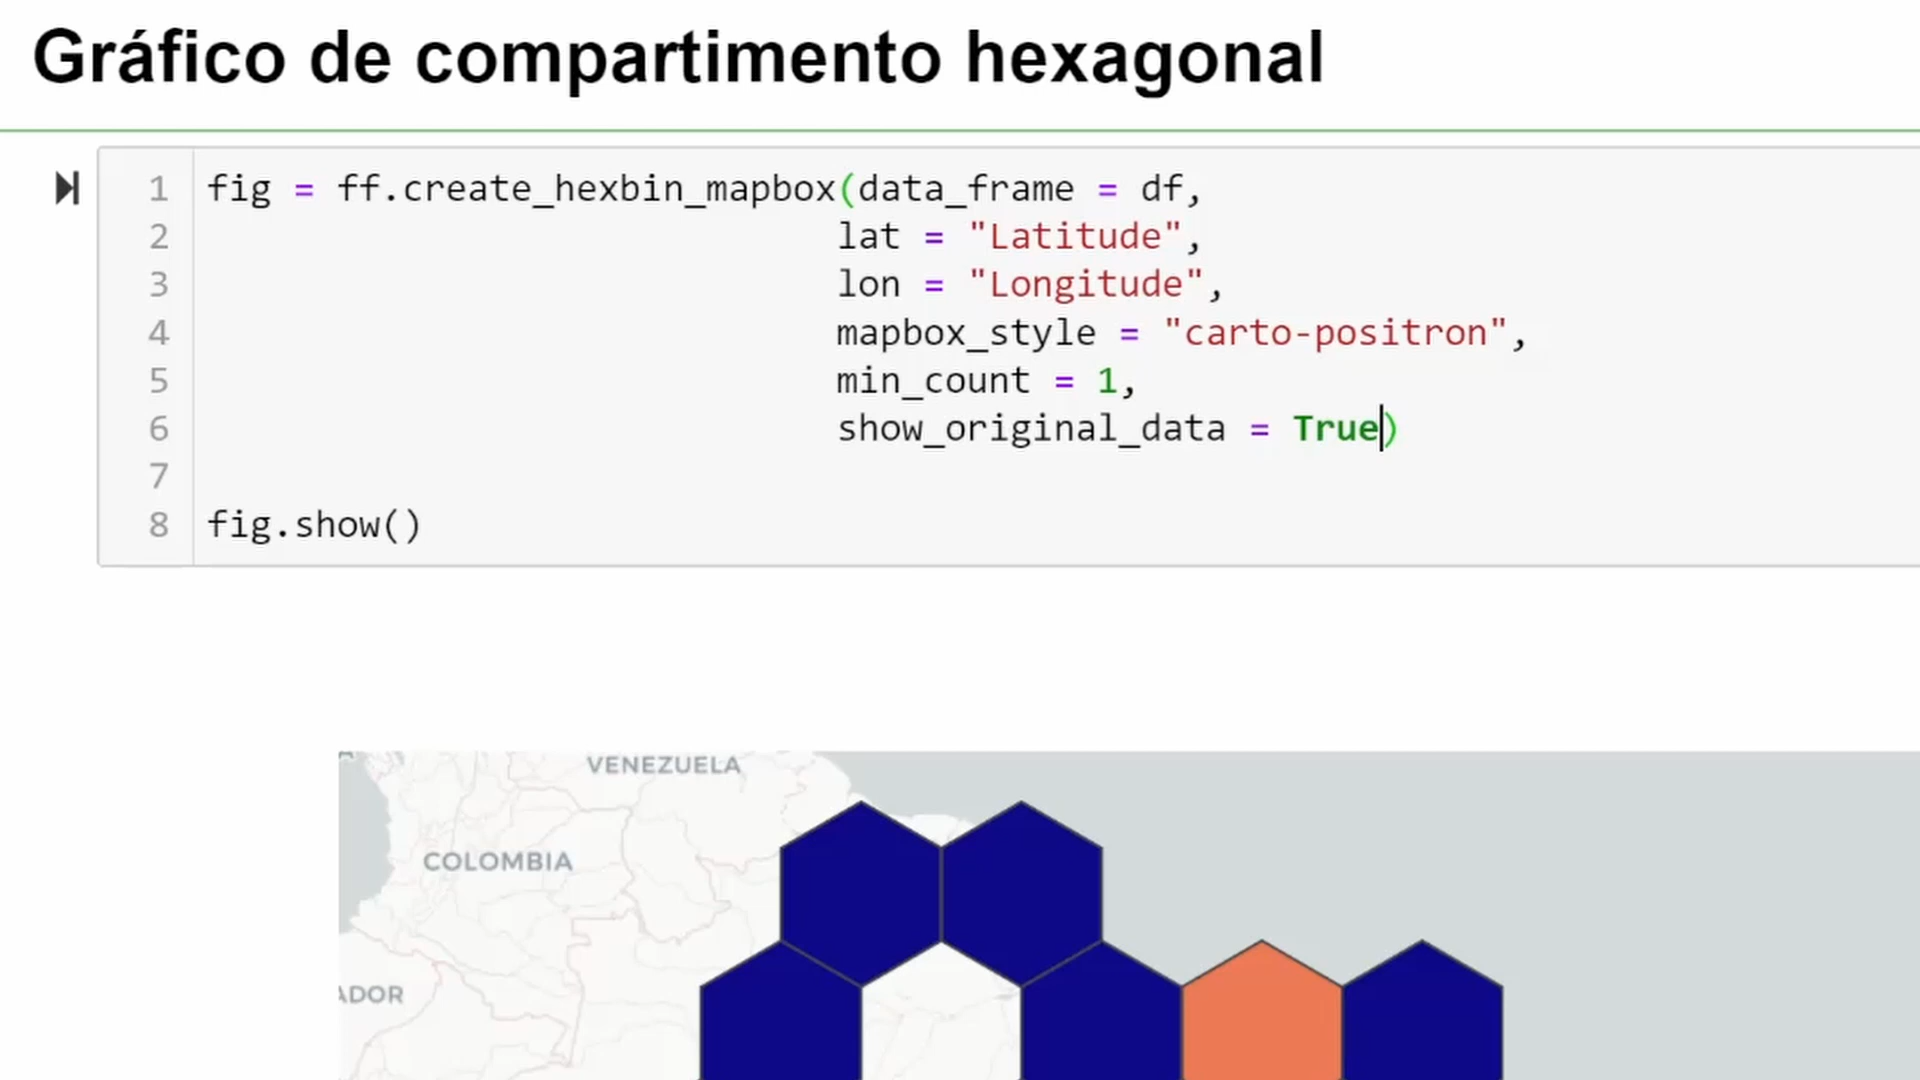 Gráfico de compartimento hexagonal
1 fig = ff.create_hexbin_mapbox(data_frame = df,
2 lat = "Latitude",
3 lon = "Longitude",
4 mapbox_style = "carto-positron",
5 min_count = 1,
6 show_original_data = True)
7
8 fig.show()
VENEZUELA
COLOMBIA
ADOR